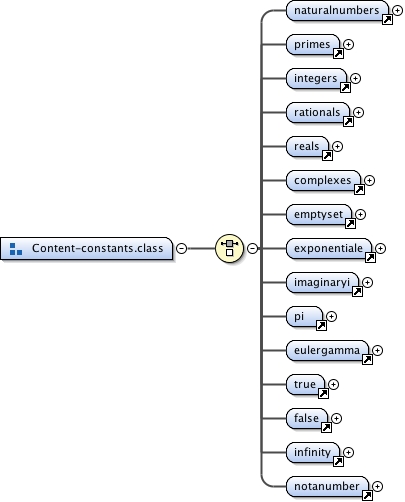 naturalnumbers
primes
integers
rationals
reals
complexes
emptyset
Content-constants.class
exponentiale
imaginaryi
pi
eulergamma
true
false
infinity
notanumber